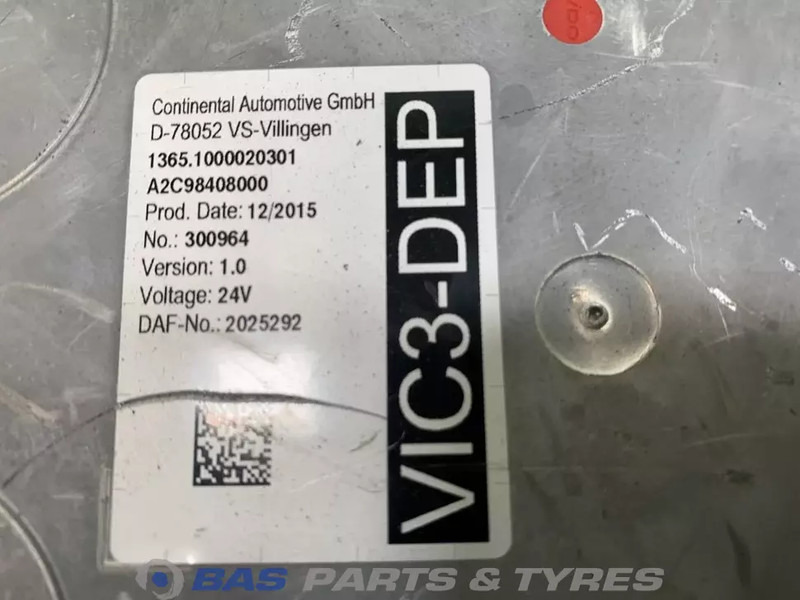 Continental Automotive GmbH
D-78052 VS-Villingen
1365.1000020301
A2C98408000
Prod. Date: 12/2015
No.: 300964
Version: 1.0
Voltage: 24V
DAF-No.: 2025292
VIC3-DEP
BAS PARTS & TYRES